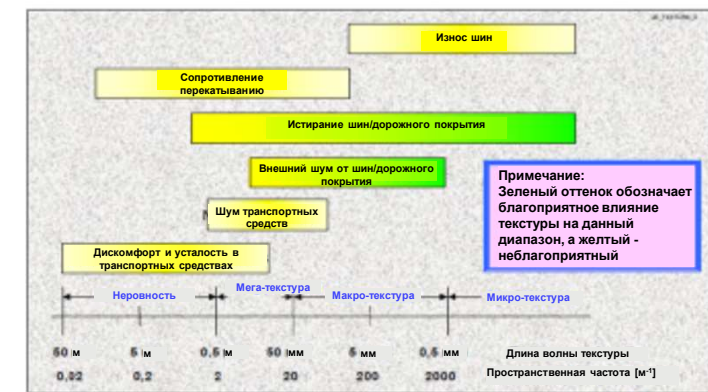 Износ шин
Сопротивление
перекатыванию
Истирание шин/дорожного покрытия
Внешний шум от шин/дорожного
покрытия
Примечание:
Зеленый оттенок обозначает
благоприятное влияние
текстуры на данный
диапазон, а желтый -
неблагоприятный
Шум транспортных
средств
Дискомфорт и усталость в
транспортных средствах
Неровность Мега-текстура Макро-текстура Микро-текстура
50 м 5 м 0,5 м 50 мм 5 мм 0,5 мм Длина волны текстуры
0,02 0,2 2 20 200 2000 Пространственная частота [м⁻¹]